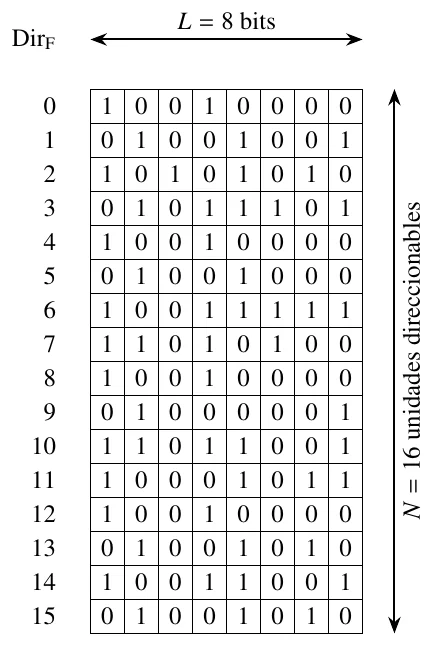 L = 8 bits
Dir_F
0 1 0 0 1 0 0 0 0
1 0 1 0 0 1 0 0 1
2 1 0 1 0 1 0 1 0
3 0 1 0 1 1 1 0 1
4 1 0 0 1 0 0 0 0
5 0 1 0 0 1 0 0 0
6 1 0 0 1 1 1 1 1
7 1 1 0 1 0 1 0 0
8 1 0 0 1 0 0 0 0
9 0 1 0 0 0 0 0 1
10 1 1 0 1 1 0 0 1
11 1 0 0 0 1 0 1 1
12 1 0 0 1 0 0 0 0
13 0 1 0 0 1 0 1 0
14 1 0 0 1 1 0 0 1
15 0 1 0 0 1 0 1 0
N = 16 unidades direccionables